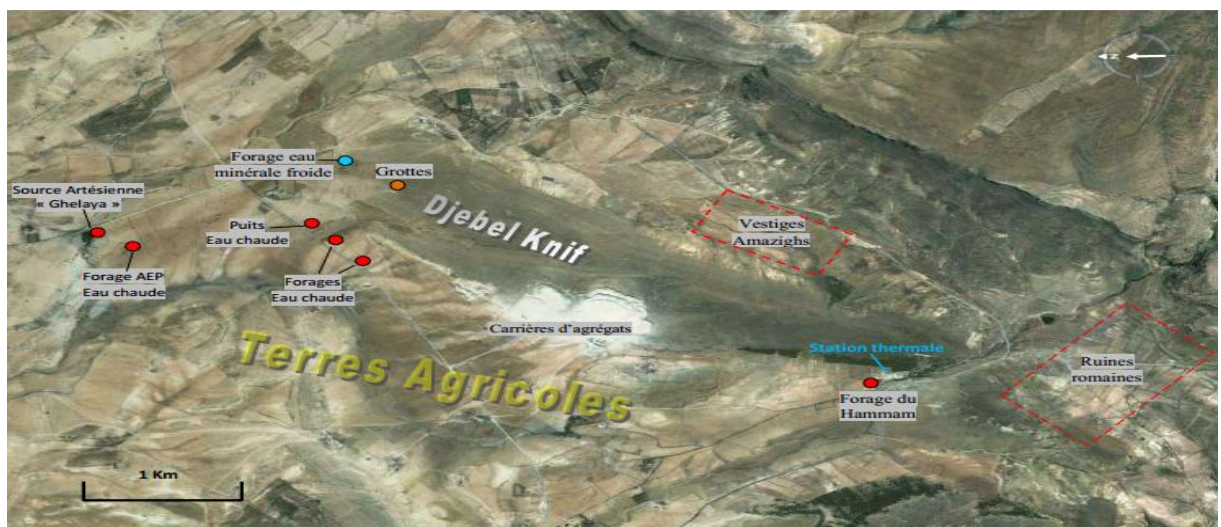 N
Forage eau
minérale froide
Grottes
Source Artésienne
« Ghelaya »
Puits
Eau chaude
Forage AEP
Eau chaude
Forages
Eau chaude
Djebel Knif
Vestiges
Amazighs
Carrières d'agrégats
Terres Agricoles
Station thermale
Forage du
Hammam
Ruines
romaines
1 Km